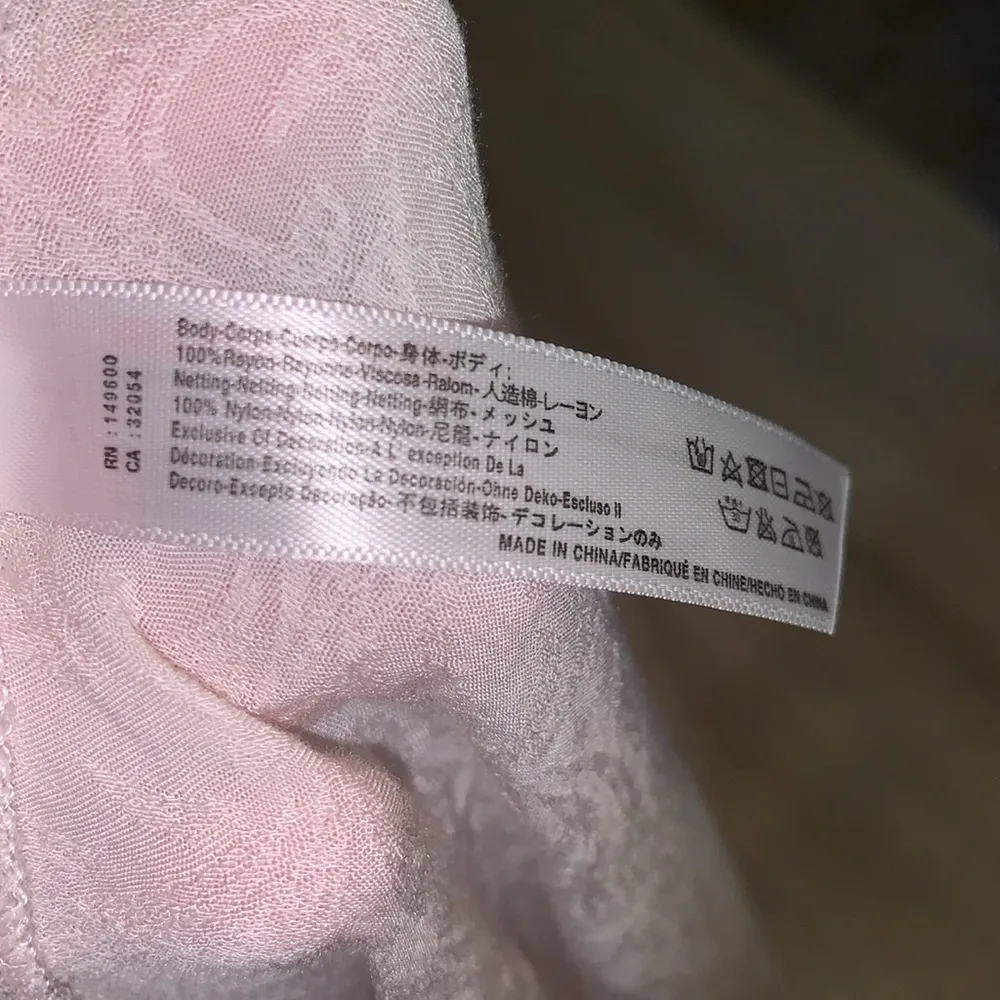 RN : 149600
CA : 32054
Body-Corps-Cuerpo-Corpo-身体-ボディ:
100%Rayon-Rayonne-Viscosa-Raiom-人造棉-レーヨン
Netting-Netting-Netting-Netting-網布-メッシュ
100% Nylon-Nylon-Nylon-Nylon-尼龍-ナイロン
Exclusive Of Decoration-A L' exception De La
Décoration-Excluyendo La Decoración-Ohne Deko-Escluso Il
Decoro-Excepto Decoração-不包括装饰-デコレーションのみ
MADE IN CHINA/FABRIQUÉ EN CHINE/HECHO EN CHINA